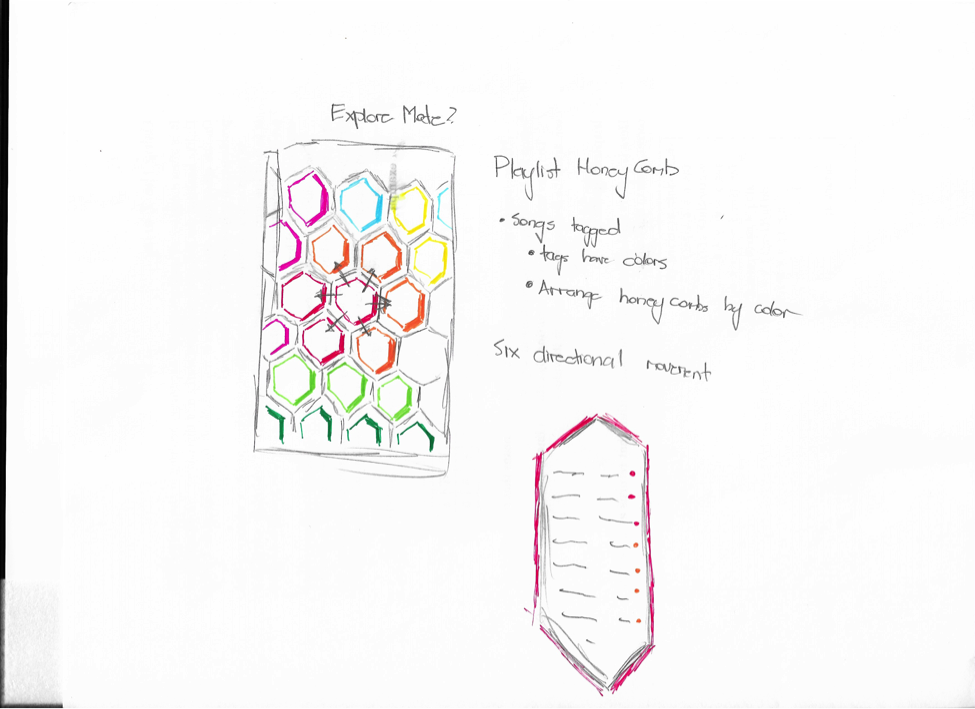 Explore Mode?
Playlist Honey Comb
• Songs tagged
• tags have colors
• Arrange honey combs by color
Six directional movement